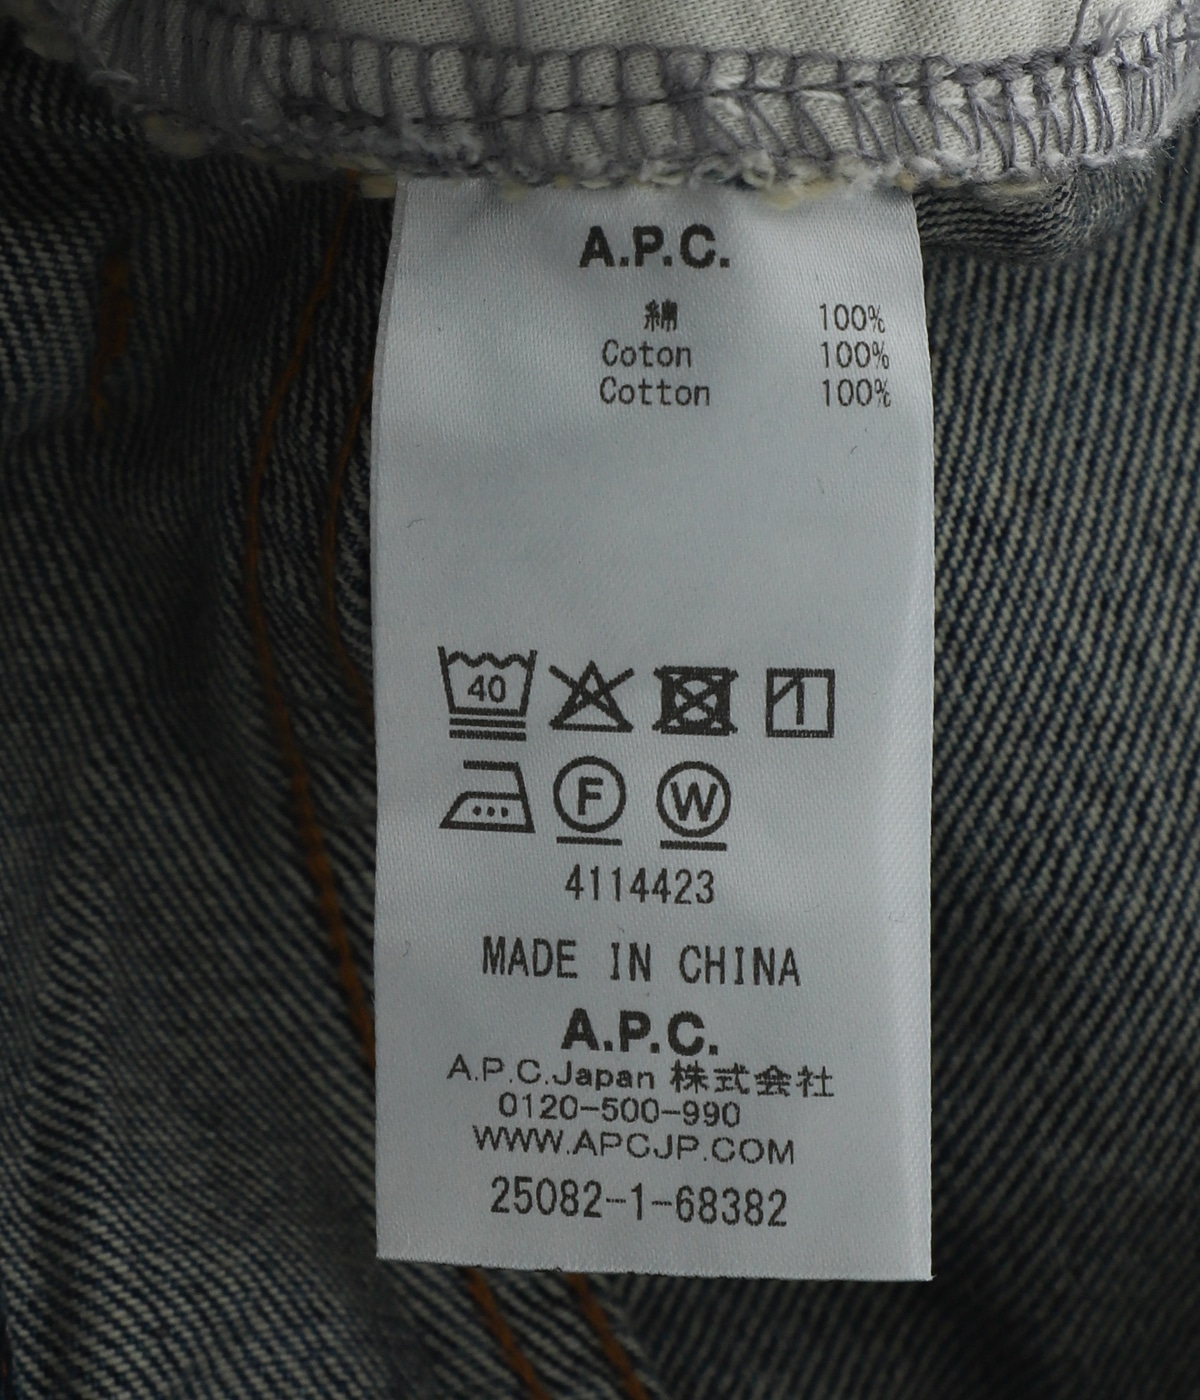 A.P.C.
綿 100%
Coton 100%
Cotton 100%
40
F W
4114423
MADE IN CHINA
A.P.C.
A.P.C.Japan 株式会社
0120-500-990
WWW.APCJP.COM
25082-1-68382